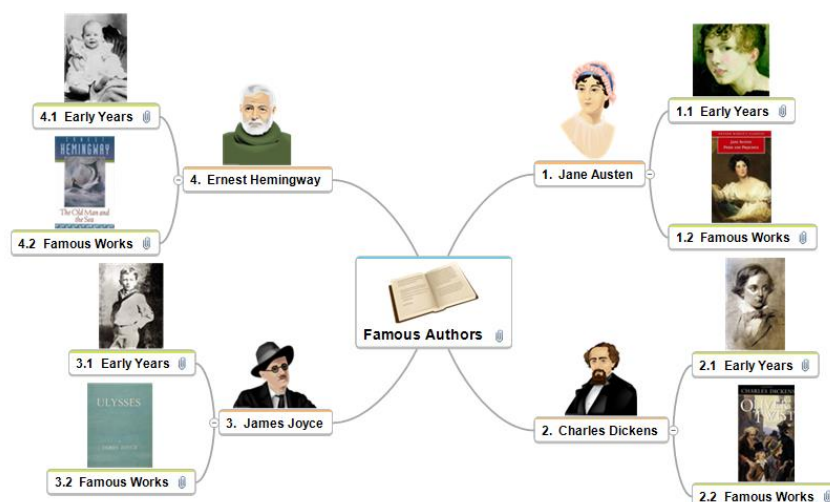 Famous Authors
1. Jane Austen
1.1 Early Years
1.2 Famous Works
2. Charles Dickens
2.1 Early Years
CHARLES DICKENS
OLIVER
TWIST
2.2 Famous Works
3. James Joyce
3.1 Early Years
ULYSSES
JAMES JOYCE
3.2 Famous Works
4. Ernest Hemingway
4.1 Early Years
ERNEST
HEMINGWAY
The Old Man and
the Sea
4.2 Famous Works